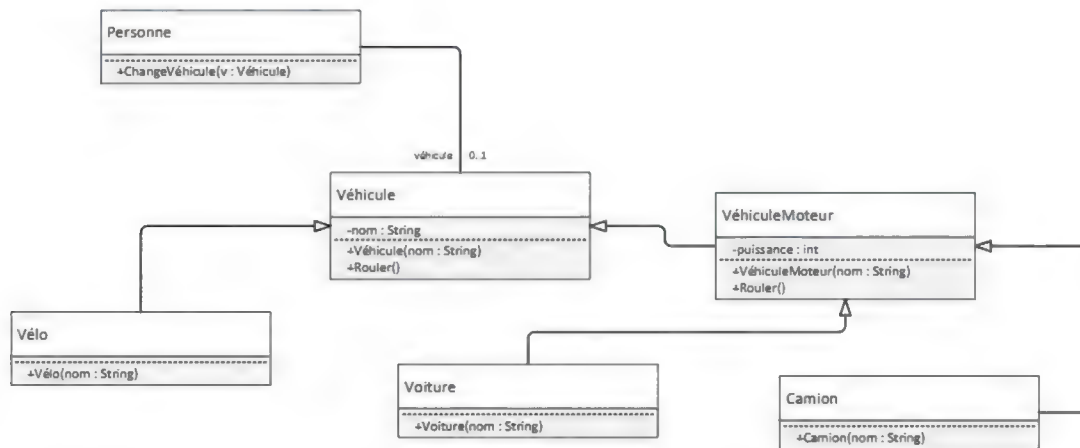 Personne
+ChangeVéhicule(v : Véhicule)
véhicule 0..1
Véhicule
-nom : String
+Véhicule(nom : String)
+Rouler()
VéhiculeMoteur
-puissance : int
+VéhiculeMoteur(nom : String)
+Rouler()
Vélo
+Vélo(nom : String)
Voiture
+Voiture(nom : String)
Camion
+Camion(nom : String)